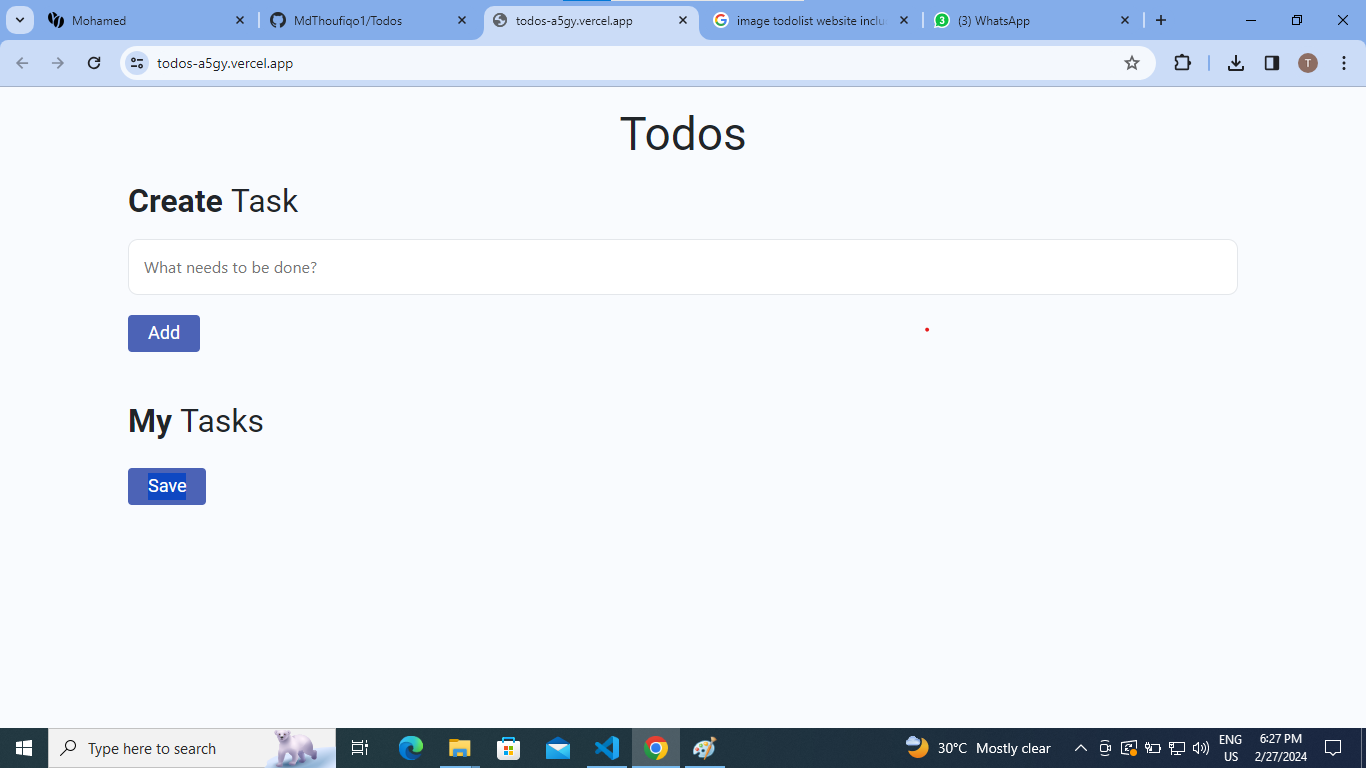 Mohamed
MdThoufiqo1/Todos
todos-a5gy.vercel.app
image todolist website inclu
(3) WhatsApp
todos-a5gy.vercel.app
T
Todos
Create Task
What needs to be done?
Add
My Tasks
Save
Type here to search
30°C Mostly clear
ENG
US
6:27 PM
2/27/2024